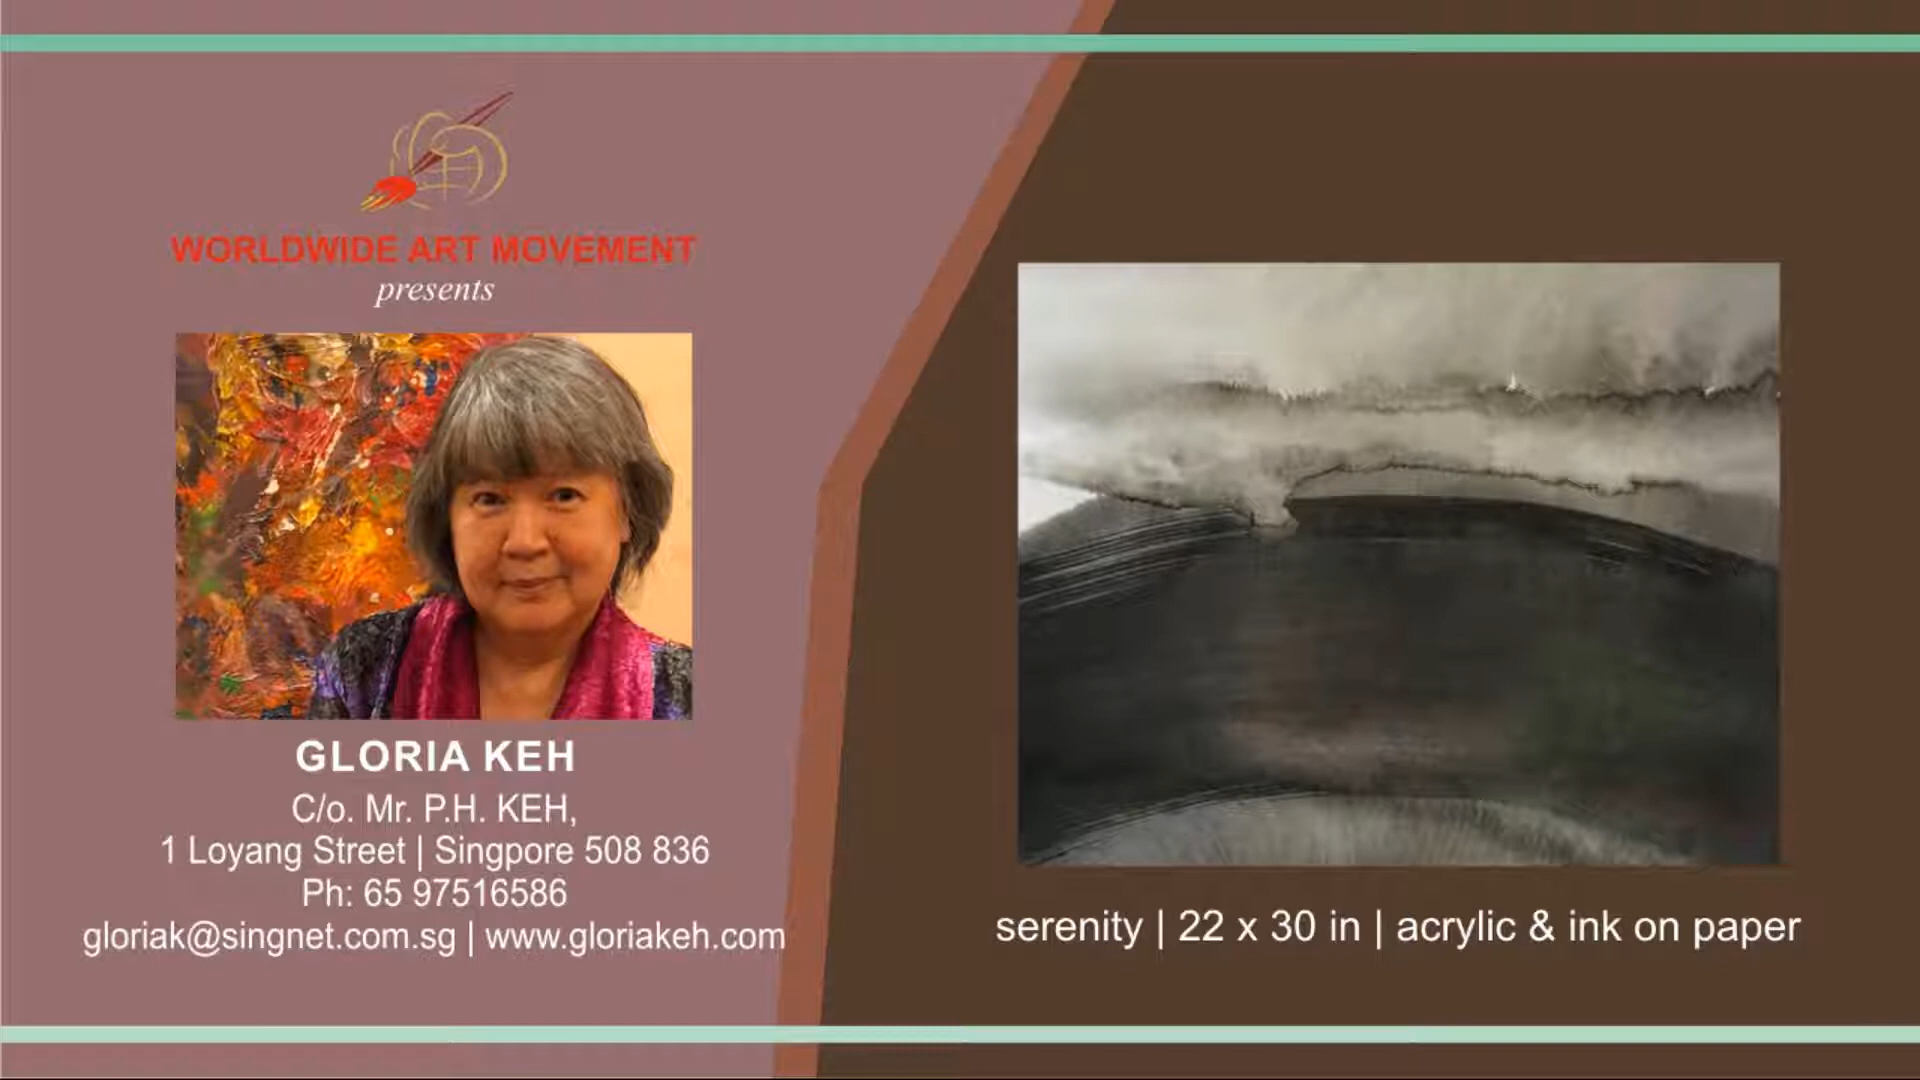 WORLDWIDE ART MOVEMENT
presents
GLORIA KEH
C/o. Mr. P.H. KEH,
1 Loyang Street | Singpore 508 836
Ph: 65 97516586
gloriak@singnet.com.sg | www.gloriakeh.com
serenity | 22 x 30 in | acrylic & ink on paper